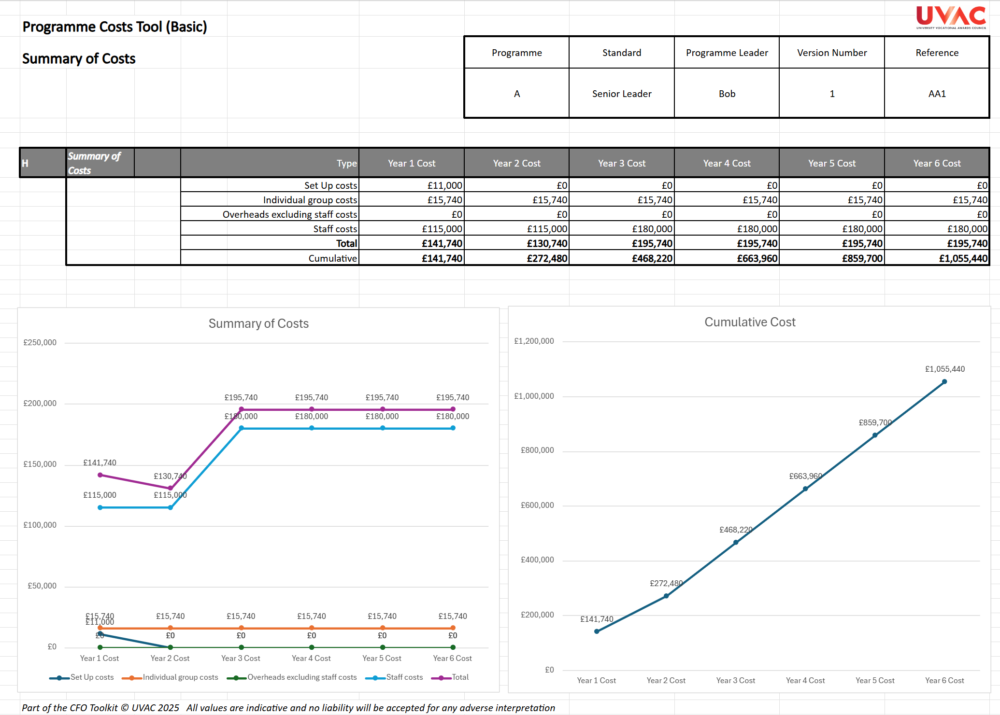 UVAC
UNIVERSITY VOCATIONAL AWARDS COUNCIL
Programme Costs Tool (Basic)
Summary of Costs
Programme Standard Programme Leader Version Number Reference
A Senior Leader Bob 1 AA1
H Summary of Costs Type Year 1 Cost Year 2 Cost Year 3 Cost Year 4 Cost Year 5 Cost Year 6 Cost
Set Up costs £11,000 £0 £0 £0 £0 £0
Individual group costs £15,740 £15,740 £15,740 £15,740 £15,740 £15,740
Overheads excluding staff costs £0 £0 £0 £0 £0 £0
Staff costs £115,000 £115,000 £180,000 £180,000 £180,000 £180,000
Total £141,740 £130,740 £195,740 £195,740 £195,740 £195,740
Cumulative £141,740 £272,480 £468,220 £663,960 £859,700 £1,055,440
Summary of Costs
£250,000
£200,000
£150,000
£100,000
£50,000
£0
£195,740 £195,740 £195,740 £195,740
£180,000 £180,000 £180,000 £180,000
£141,740
£130,740
£115,000 £115,000
£15,740 £15,740 £15,740 £15,740 £15,740 £15,740
£11,000
£0 £0 £0 £0 £0 £0
Year 1 Cost Year 2 Cost Year 3 Cost Year 4 Cost Year 5 Cost Year 6 Cost
Set Up costs Individual group costs Overheads excluding staff costs Staff costs Total
Cumulative Cost
£1,200,000
£1,000,000
£800,000
£600,000
£400,000
£200,000
£0
£1,055,440
£859,700
£663,960
£468,220
£272,480
£141,740
Year 1 Cost Year 2 Cost Year 3 Cost Year 4 Cost Year 5 Cost Year 6 Cost
Part of the CFO Toolkit © UVAC 2025 All values are indicative and no liability will be accepted for any adverse interpretation